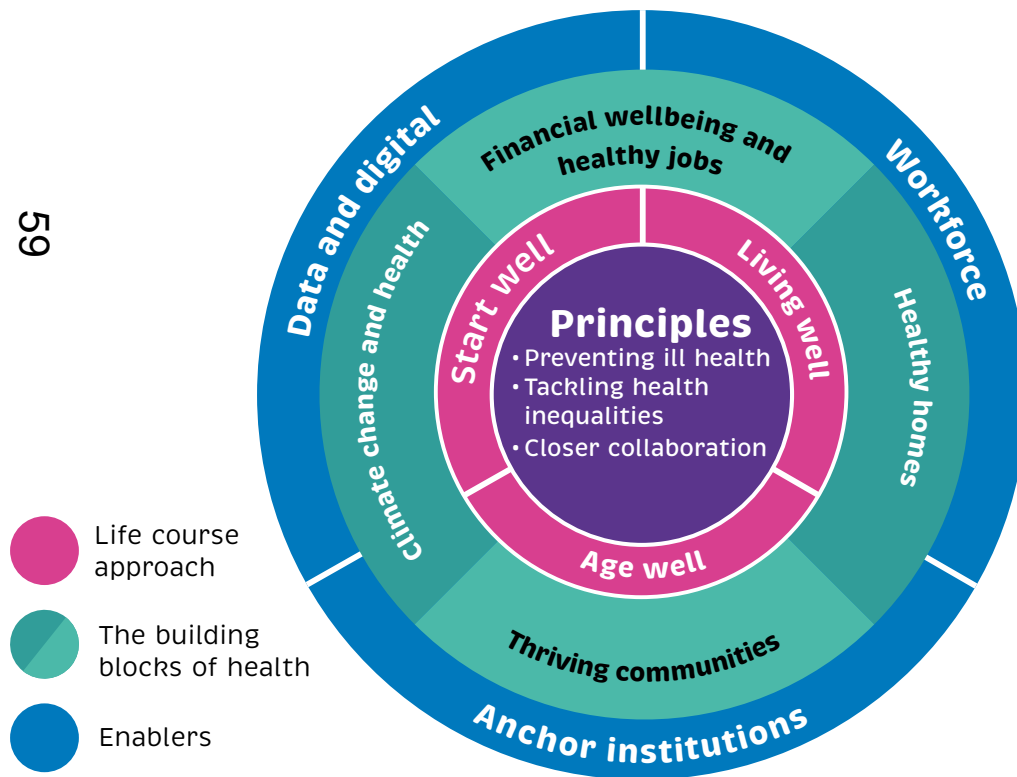 59
Data and digital
Workforce
Anchor institutions
Financial wellbeing and
healthy jobs
Climate change and health
Healthy homes
Thriving communities
Start well
Living well
Age well
Principles
• Preventing ill health
• Tackling health
inequalities
• Closer collaboration
Life course
approach
The building
blocks of health
Enablers